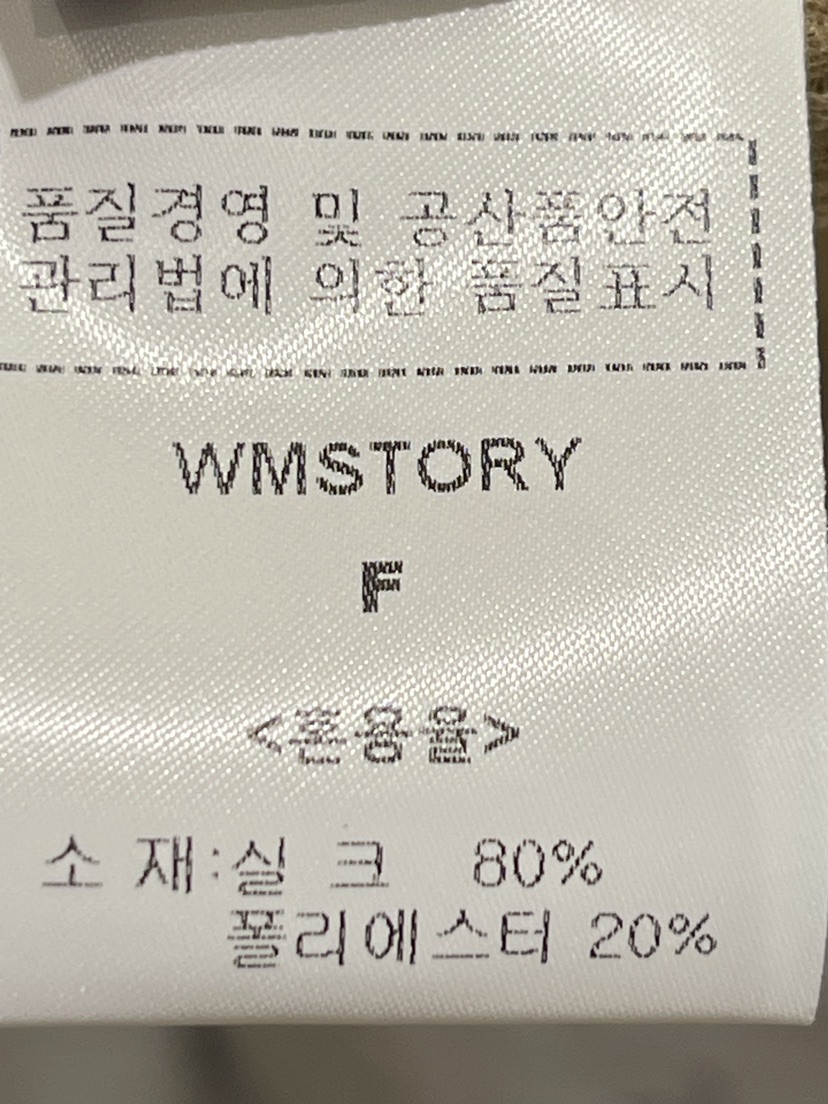 품질경영 및 공산품안전
관리법에 의한 품질표시
WMSTORY
F
<혼용율>
소 재:실 크 80%
폴리에스터 20%